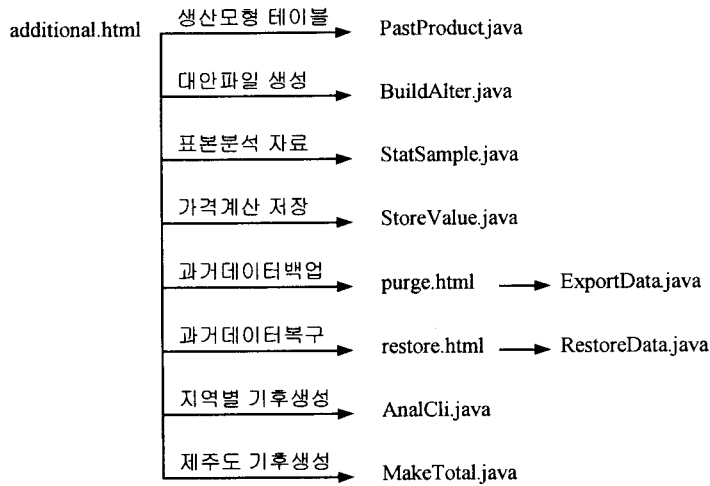 additional.html
생산모형 테이블
PastProduct.java
대안파일 생성
BuildAlter.java
표본분석 자료
StatSample.java
가격계산 저장
StoreValue.java
과거데이터백업
purge.html
ExportData.java
과거데이터복구
restore.html
RestoreData.java
지역별 기후생성
AnalCli.java
제주도 기후생성
MakeTotal.java